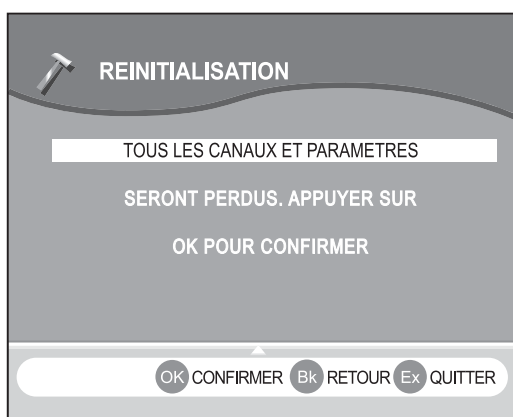 REINITIALISATION
TOUS LES CANAUX ET PARAMETRES
SERONT PERDUS. APPUYER SUR
OK POUR CONFIRMER
OK CONFIRMER Bk RETOUR Ex QUITTER